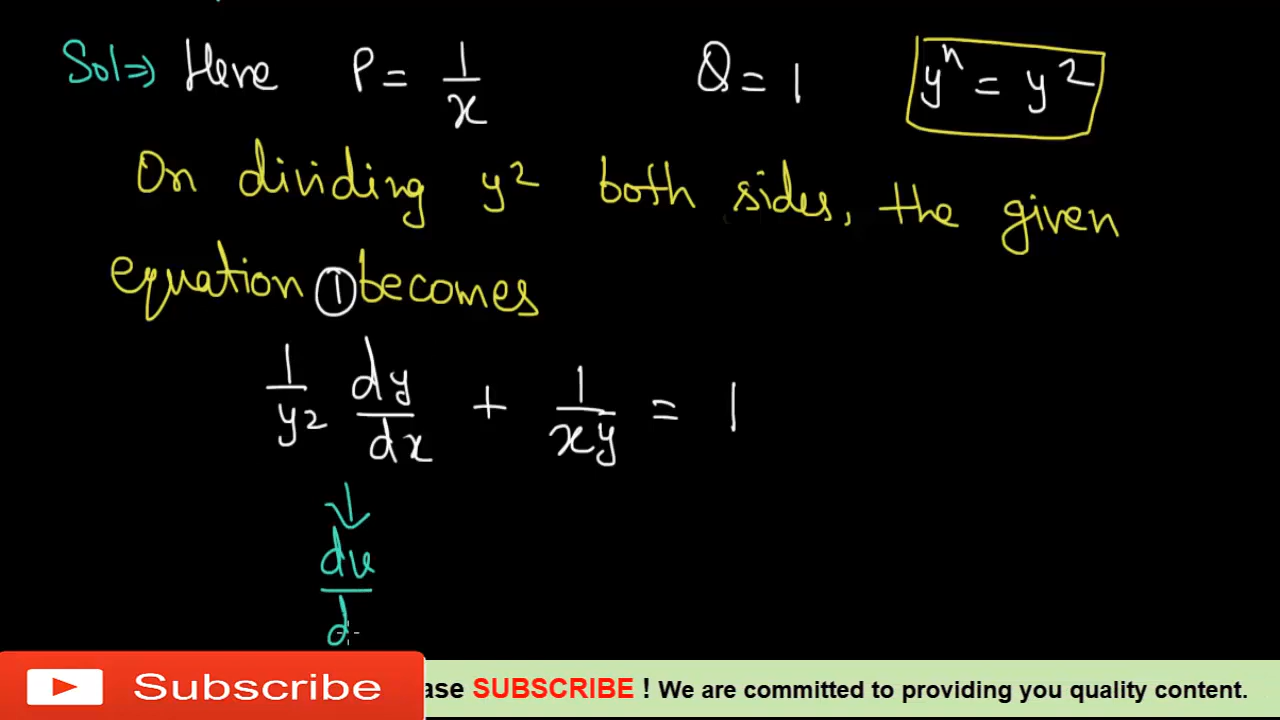 Sol⇒ Here P = 1/x Q = 1 yⁿ = y²
On dividing y² both sides, the given
equation ① becomes
1/y² dy/dx + 1/xy = 1
↓
du/d
Subscribe
ase SUBSCRIBE ! We are committed to providing you quality content.